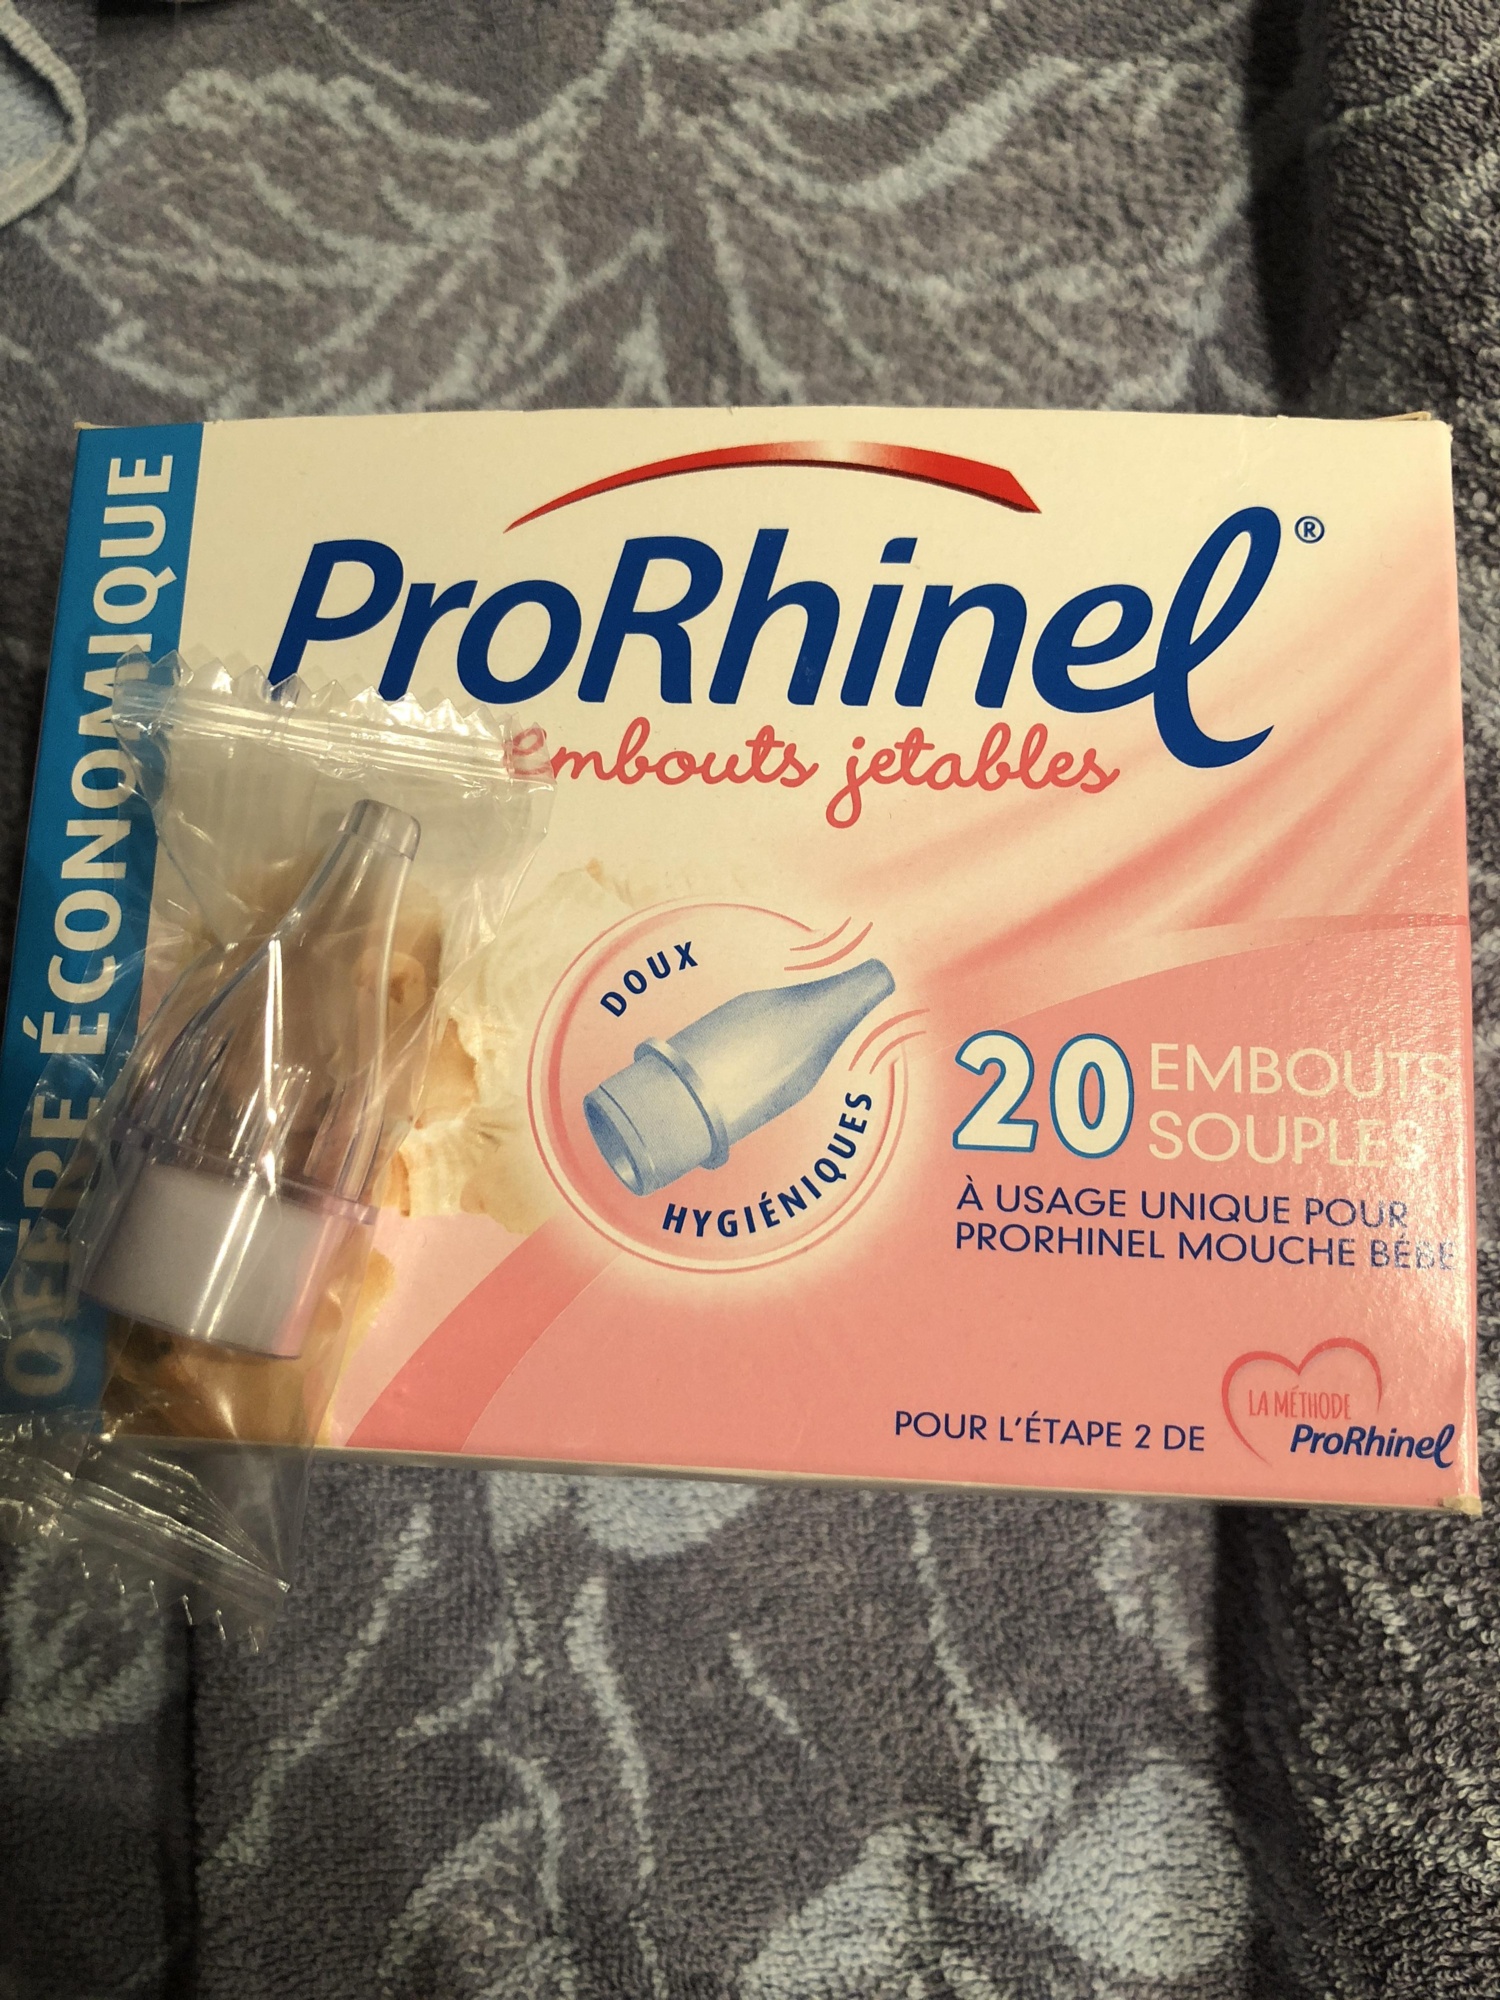 OFFRE ÉCONOMIQUE
ProRhinel®
embouts jetables
DOUX
HYGIÉNIQUES
20 EMBOUTS
SOUPLES
À USAGE UNIQUE POUR
PRORHINEL MOUCHE BÉBÉ
POUR L'ÉTAPE 2 DE
LA MÉTHODE
ProRhinel